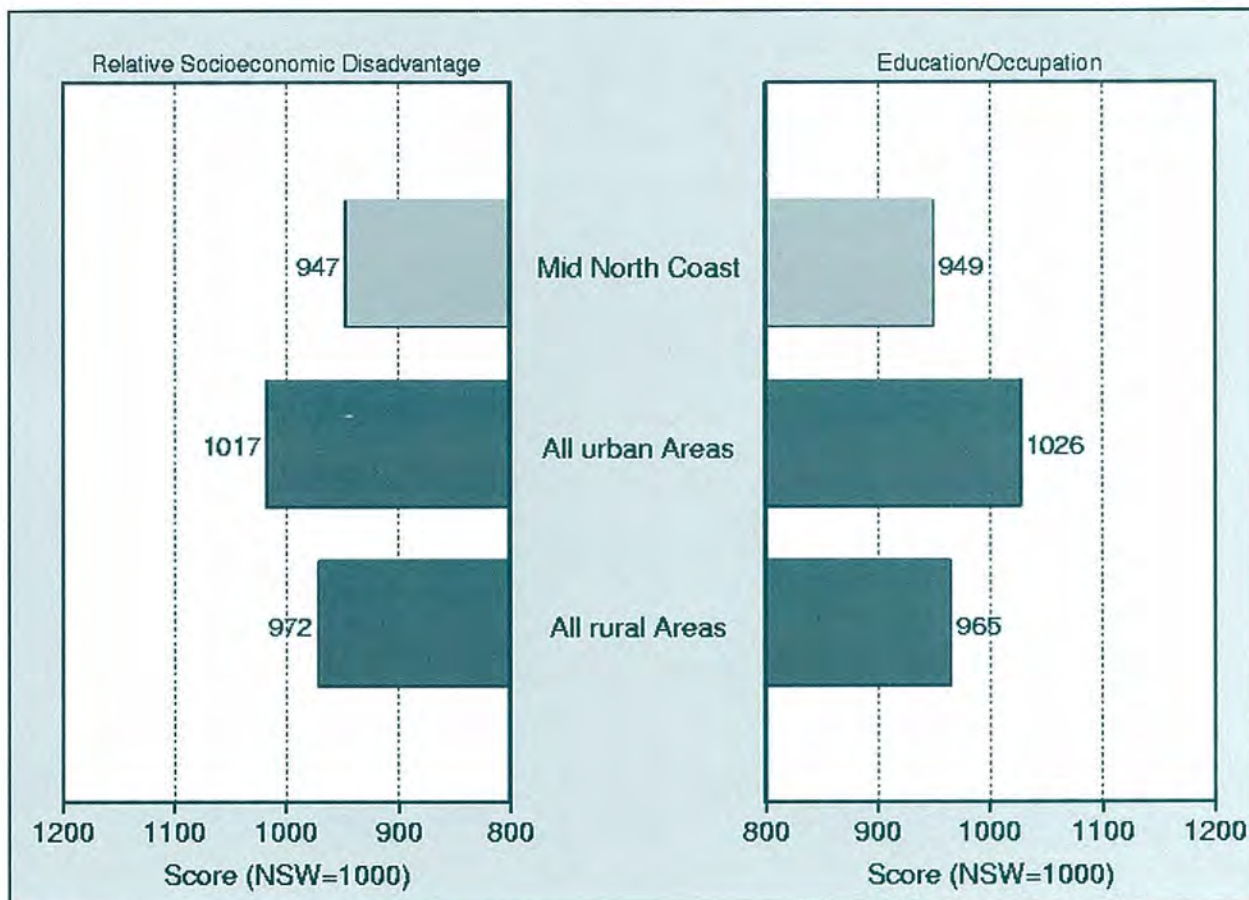 Relative Socioeconomic Disadvantage
Education/Occupation
947
Mid North Coast
949
1017
All urban Areas
1026
972
All rural Areas
965
1200 1100 1000 900 800
800 900 1000 1100 1200
Score (NSW=1000)
Score (NSW=1000)